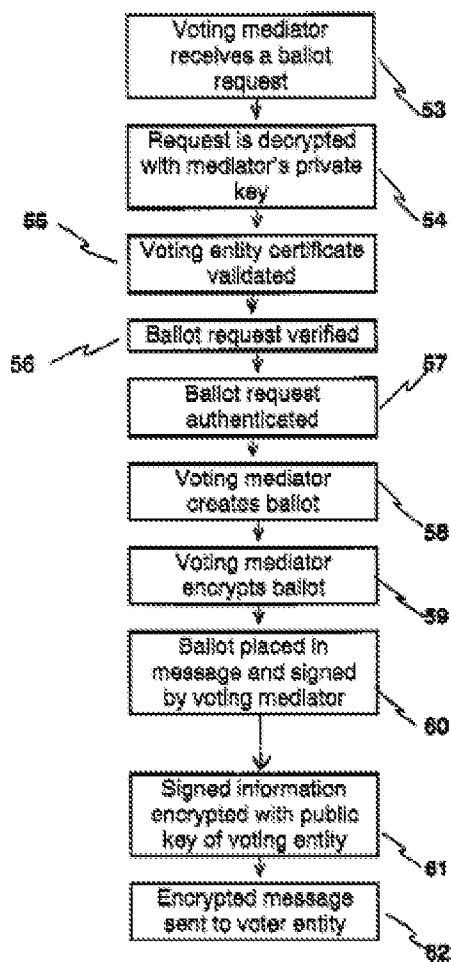 Voting mediator
receives a ballot
request
53
Request is decrypted
with mediator's private
key
54
55
Voting entity certificate
validated
Ballot request verified
56
57
Ballot request
authenticated
Voting mediator
creates ballot
58
Voting mediator
encrypts ballot
59
Ballot placed in
message and signed
by voting mediator
60
Signed information
encrypted with public
key of voting entity
61
Encrypted message
sent to voter entity
62